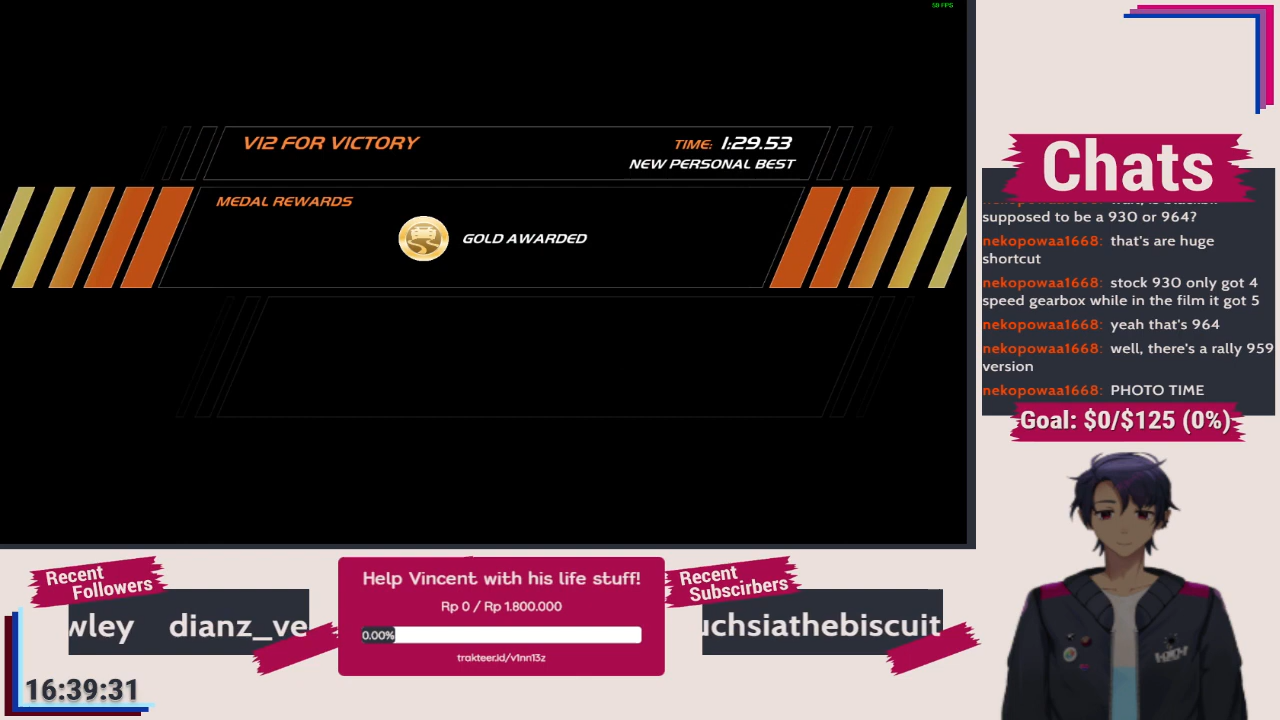 50 FPS
V12 FOR VICTORY
TIME: 1:29.53
NEW PERSONAL BEST
MEDAL REWARDS
GOLD AWARDED
Chats
supposed to be a 930 or 964?
nekopowaa1668: that's are huge
shortcut
nekopowaa1668: stock 930 only got 4
speed gearbox while in the film it got 5
nekopowaa1668: yeah that's 964
nekopowaa1668: well, there's a rally 959
version
nekopowaa1668: PHOTO TIME
Goal: $0/$125 (0%)
Recent
Followers
wley dianz_ve
Help Vincent with his life stuff!
Rp 0 / Rp 1.800.000
0.00%
trakteer.id/v1nn13z
Recent
Subscirbers
uchsiathebiscuit
16:39:31